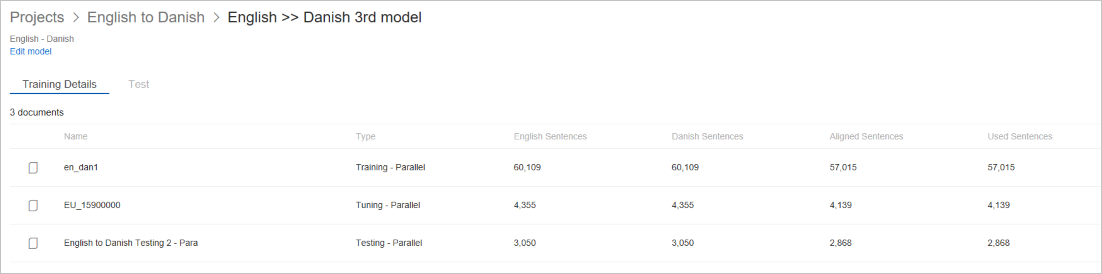 Projects > English to Danish > English >> Danish 3rd model
English - Danish
Edit model
Training Details Test
3 documents
Name Type English Sentences Danish Sentences Aligned Sentences Used Sentences
en_dan1 Training - Parallel 60,109 60,109 57,015 57,015
EU_15900000 Tuning - Parallel 4,355 4,355 4,139 4,139
English to Danish Testing 2 - Para Testing - Parallel 3,050 3,050 2,868 2,868